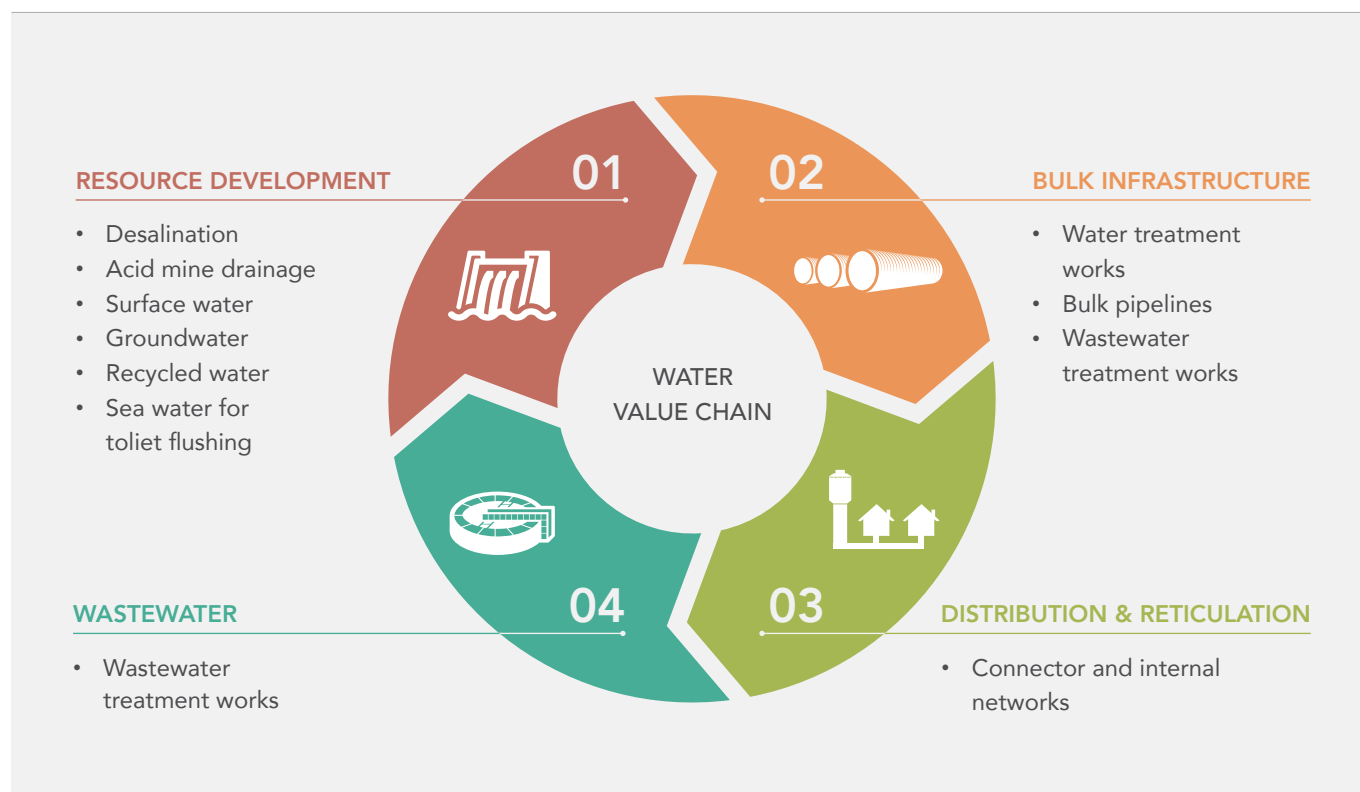 01
RESOURCE DEVELOPMENT
• Desalination
• Acid mine drainage
• Surface water
• Groundwater
• Recycled water
• Sea water for
toliet flushing
02
BULK INFRASTRUCTURE
• Water treatment
works
• Bulk pipelines
• Wastewater
treatment works
WATER
VALUE CHAIN
03
DISTRIBUTION & RETICULATION
• Connector and internal
networks
04
WASTEWATER
• Wastewater
treatment works